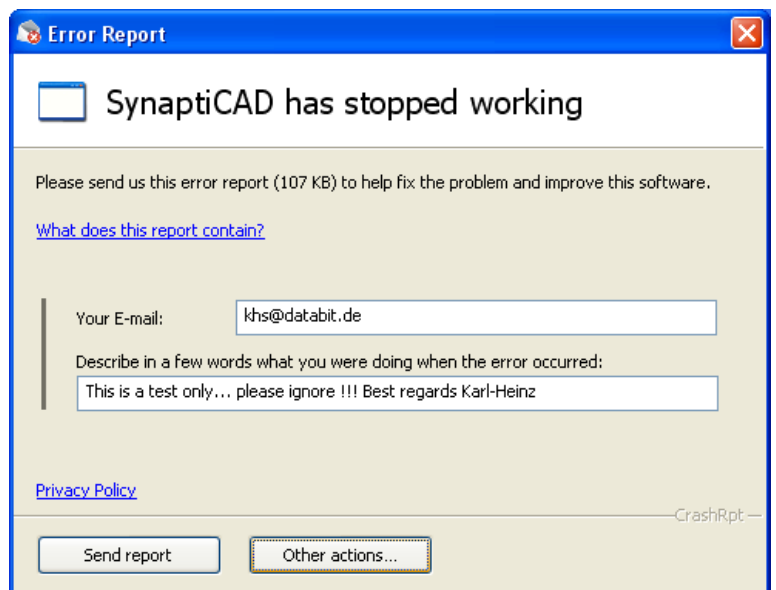 Error Report
SynaptiCAD has stopped working
Please send us this error report (107 KB) to help fix the problem and improve this software.
What does this report contain?
Your E-mail:
khs@databit.de
Describe in a few words what you were doing when the error occurred:
This is a test only... please ignore !!! Best regards Karl-Heinz
Privacy Policy
CrashRpt
Send report
Other actions...